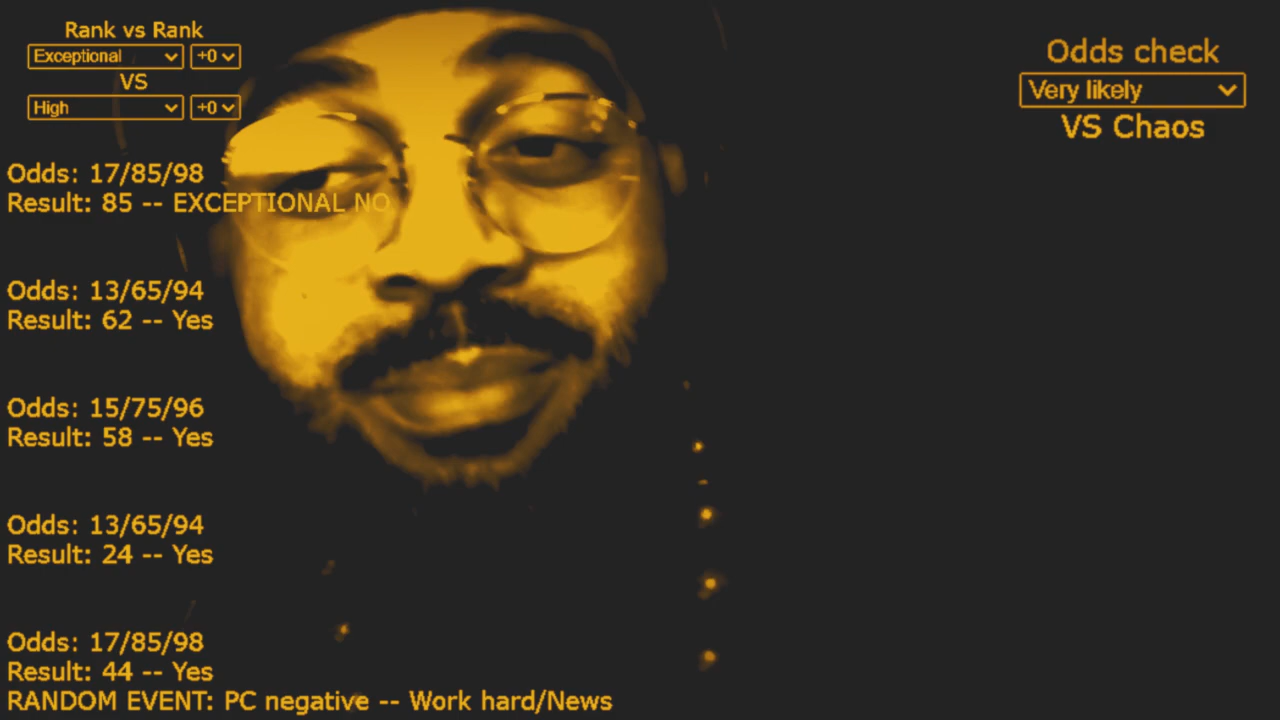 Rank vs Rank
Exceptional +0
VS
High +0
Odds check
Very likely
VS Chaos
Odds: 17/85/98
Result: 85 -- EXCEPTIONAL NO
Odds: 13/65/94
Result: 62 -- Yes
Odds: 15/75/96
Result: 58 -- Yes
Odds: 13/65/94
Result: 24 -- Yes
Odds: 17/85/98
Result: 44 -- Yes
RANDOM EVENT: PC negative -- Work hard/News